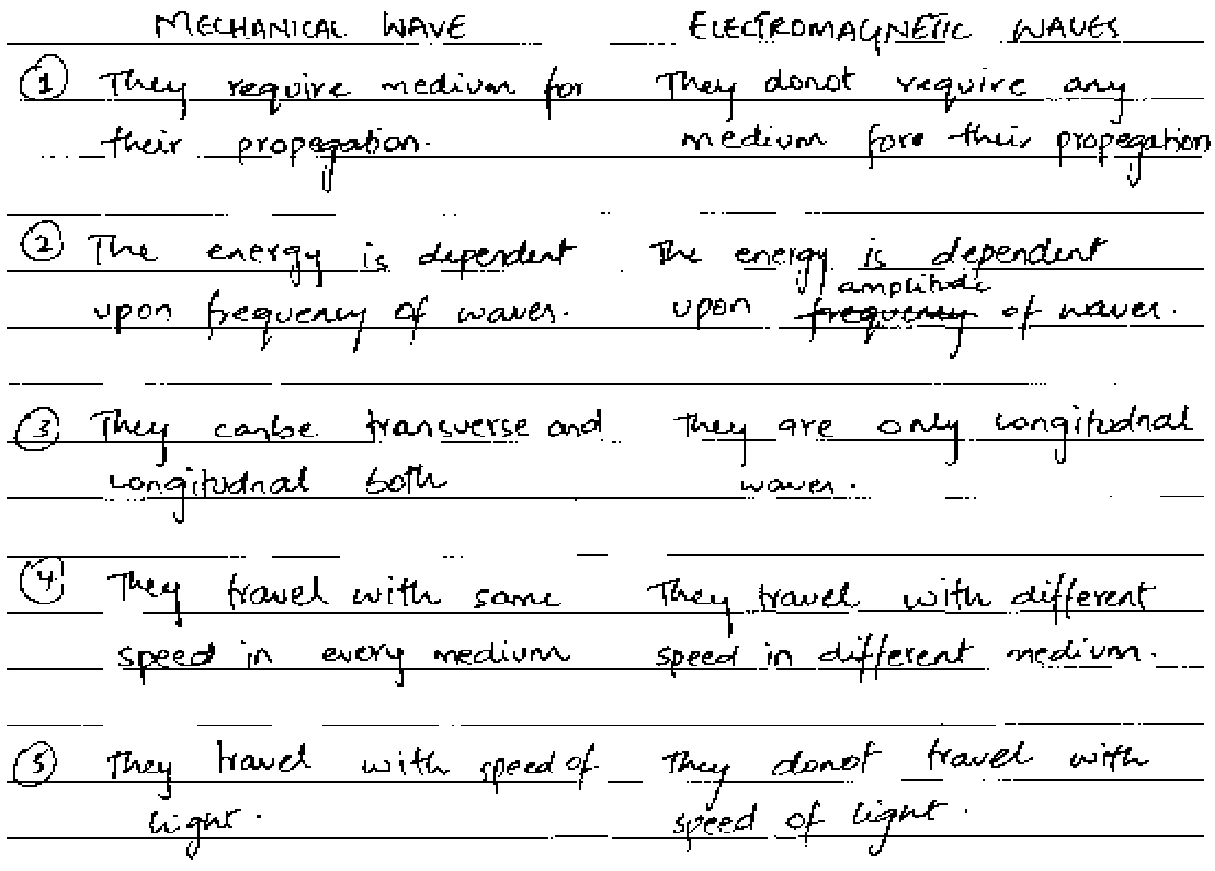 MECHANICAL WAVE ELECTROMAGNETIC WAVES
① They require medium for They donot require any
their propegation. medium fore their propegation
② The energy is dependent The energy is dependent
amplitude
upon frequency of waves. upon frequency of waves.
③ They canbe transverse and They are only longitudnal
longitudnal both waves.
④ They travel with same They travel with different
speed in every medium speed in different medium.
⑤ They travel with speed of They donot travel with
light. speed of light.